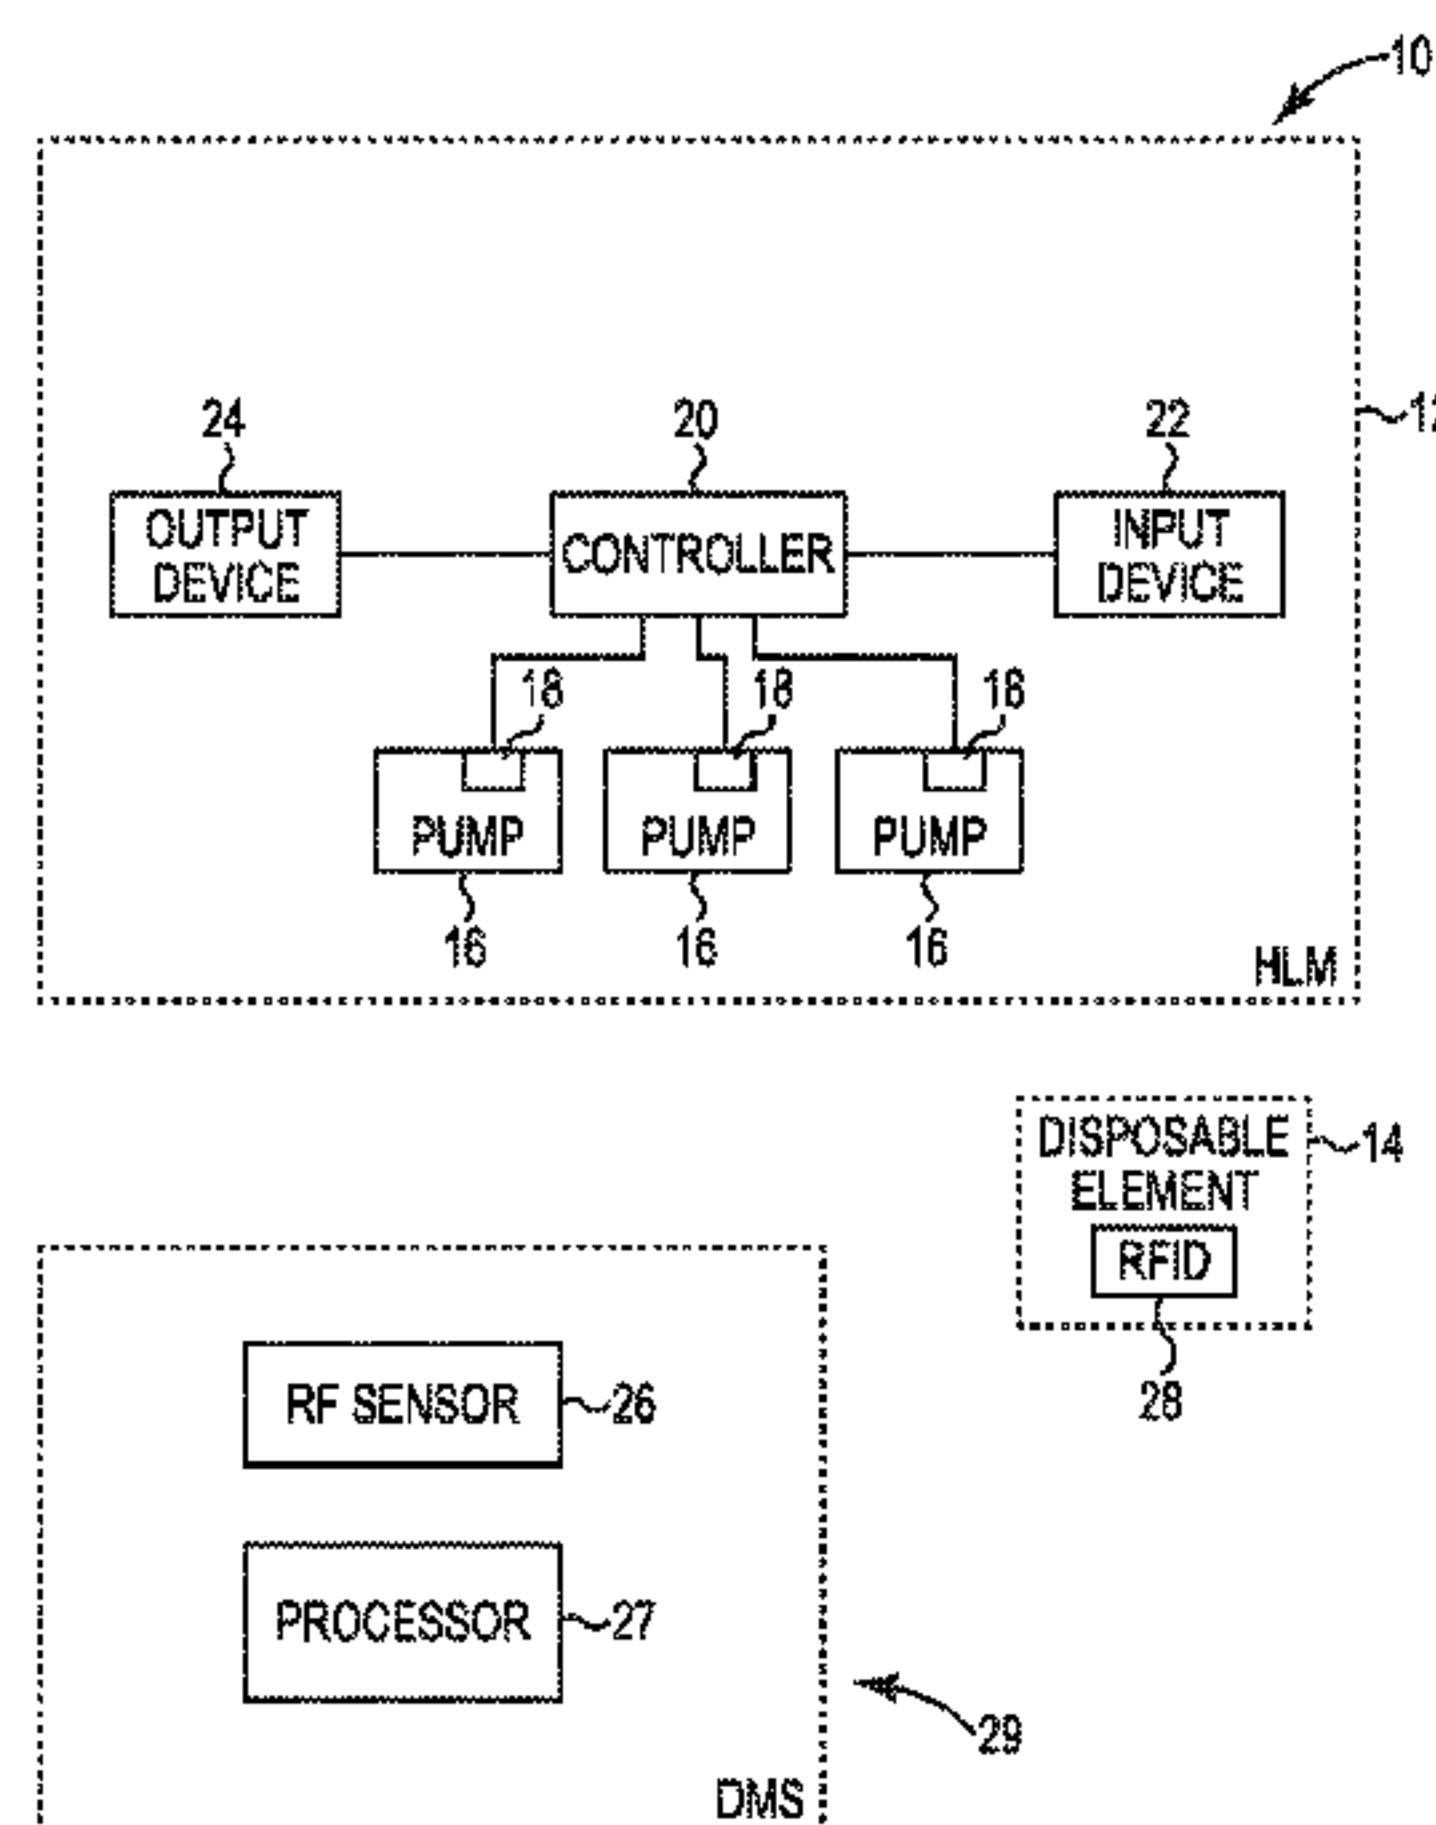 10
12
24
20
22
OUTPUT
DEVICE
CONTROLLER
INPUT
DEVICE
18
18
18
PUMP
PUMP
PUMP
16
16
16
HLM
DISPOSABLE
ELEMENT
14
RFID
28
RF SENSOR
26
PROCESSOR
27
29
DMS